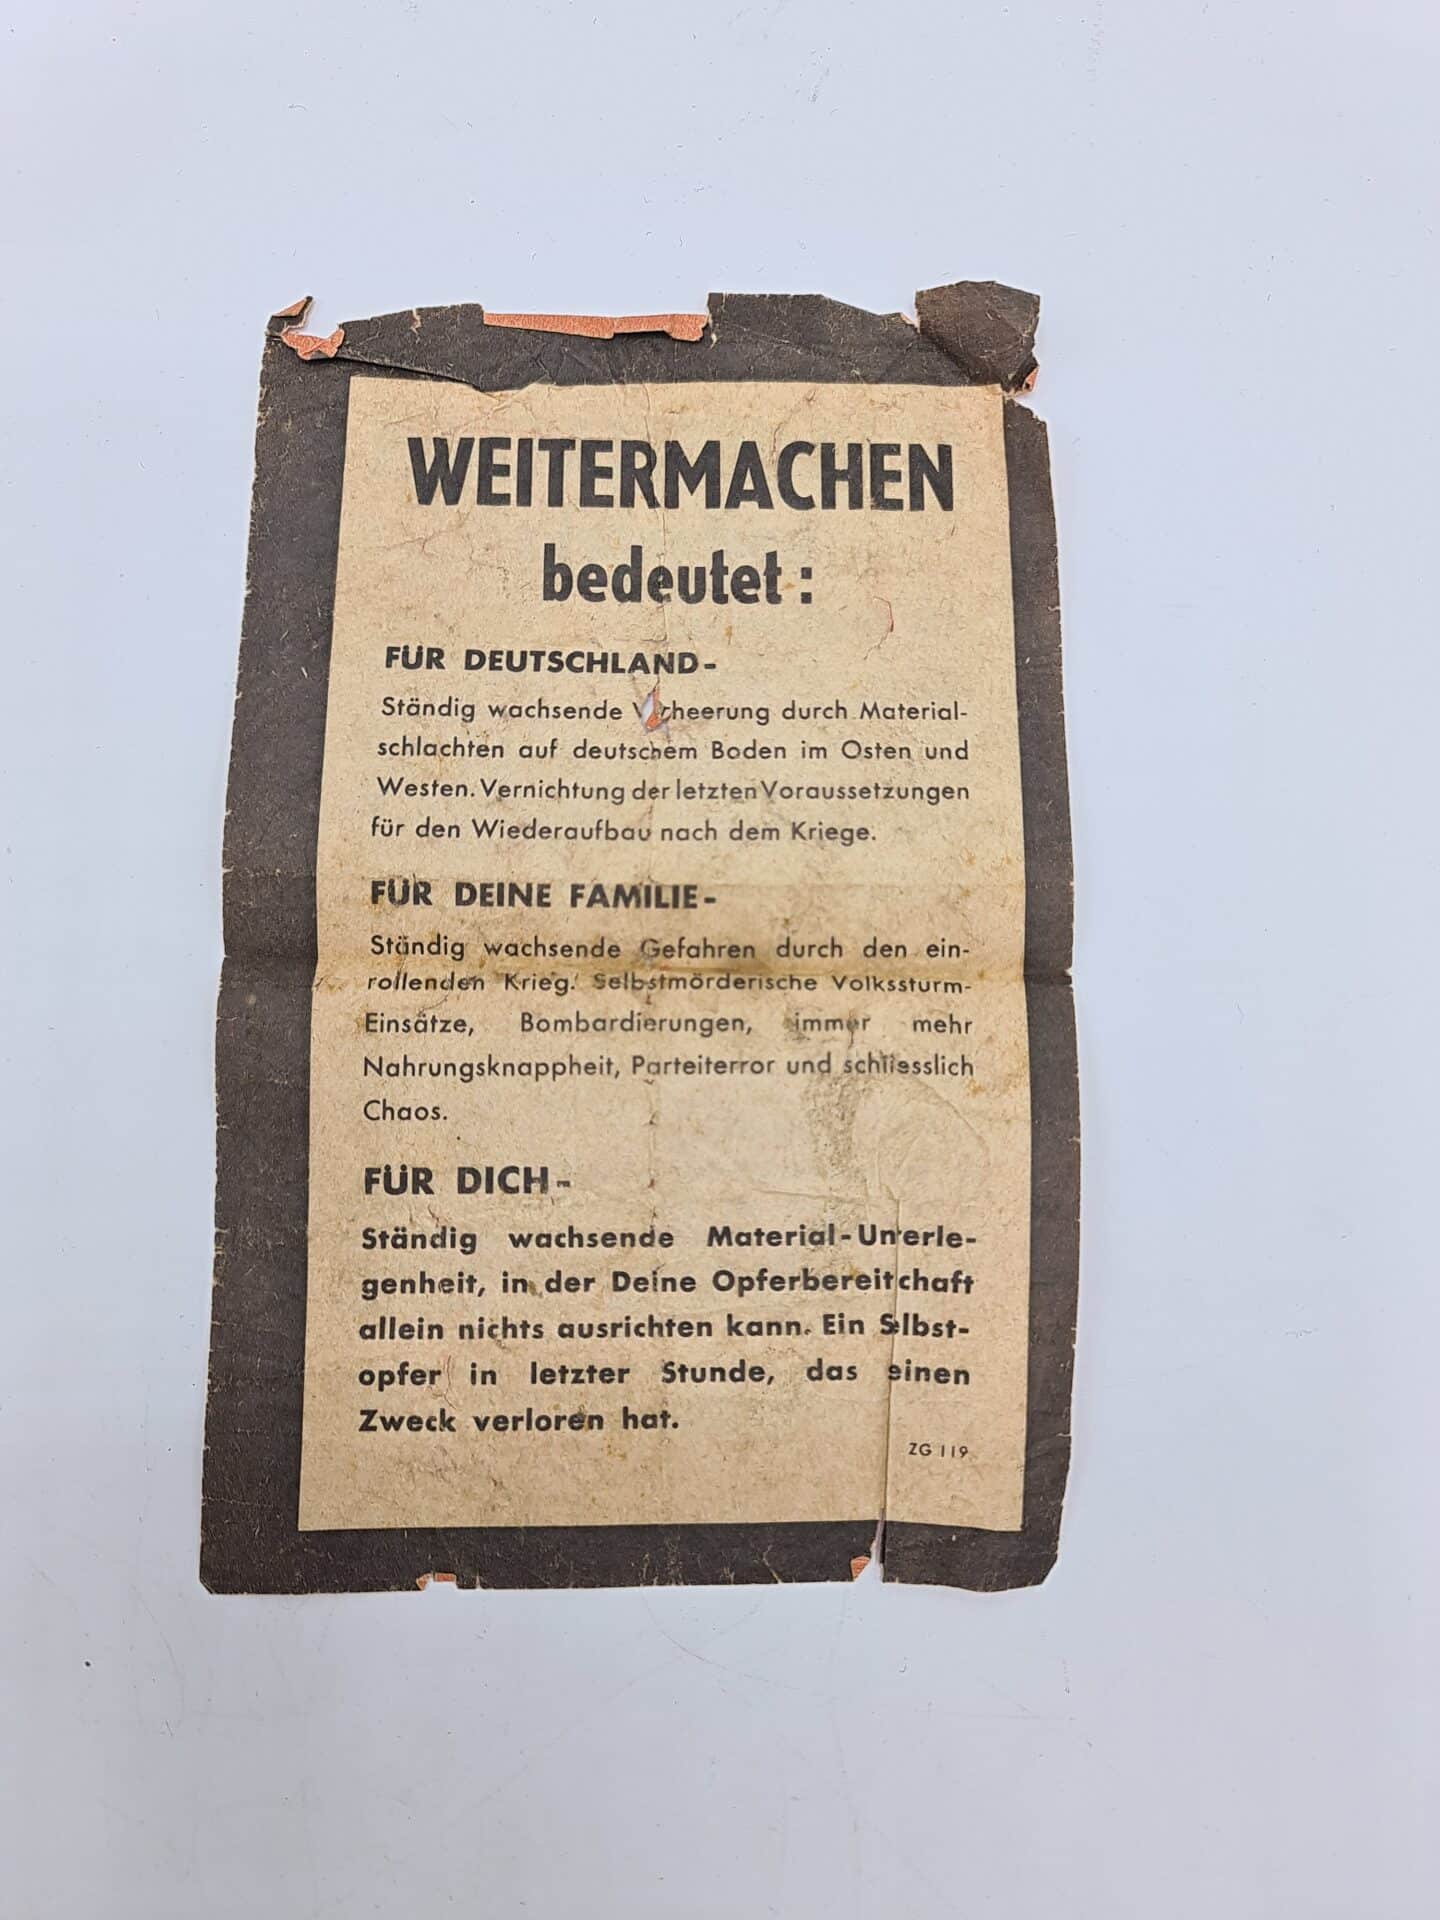 WEITERMACHEN
bedeutet :
FÜR DEUTSCHLAND-
Ständig wachsende durch Material-
schlachten auf deutschem Boden im Osten und
Westen. Vernichtung der letzten Voraussetzungen
für den Wiederaufbau nach dem Kriege.
FÜR DEINE FAMILIE-
Ständig wachsende Gefahren durch den ein-
rollenden Krieg. Selbstmörderische Volkssturm-
Einsätze, Bombardierungen, immer mehr
Nahrungsknappheit, Parteiterror und schliesslich
Chaos.
FÜR DICH-
Ständig wachsende Material-Unterle-
genheit, in der Deine Opferbereitschaft
allein nichts ausrichten kann. Ein Selbst-
opfer in letzter Stunde, das einen
Zweck verloren hat.
ZG 119